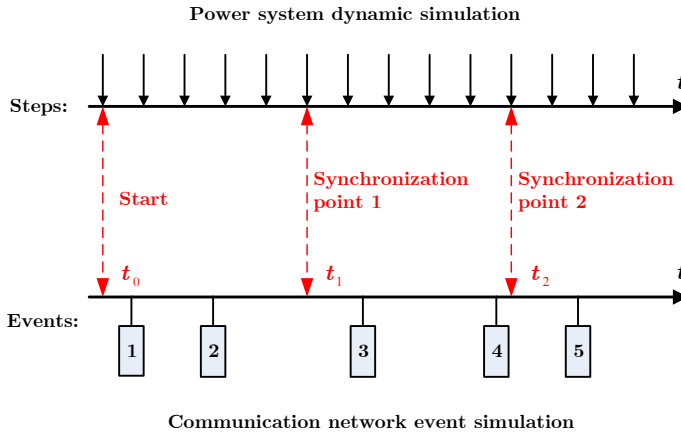 Power system dynamic simulation
t
Steps:
Start
Synchronization
point 1
Synchronization
point 2
t0
t1
t2
t
Events:
1
2
3
4
5
Communication network event simulation